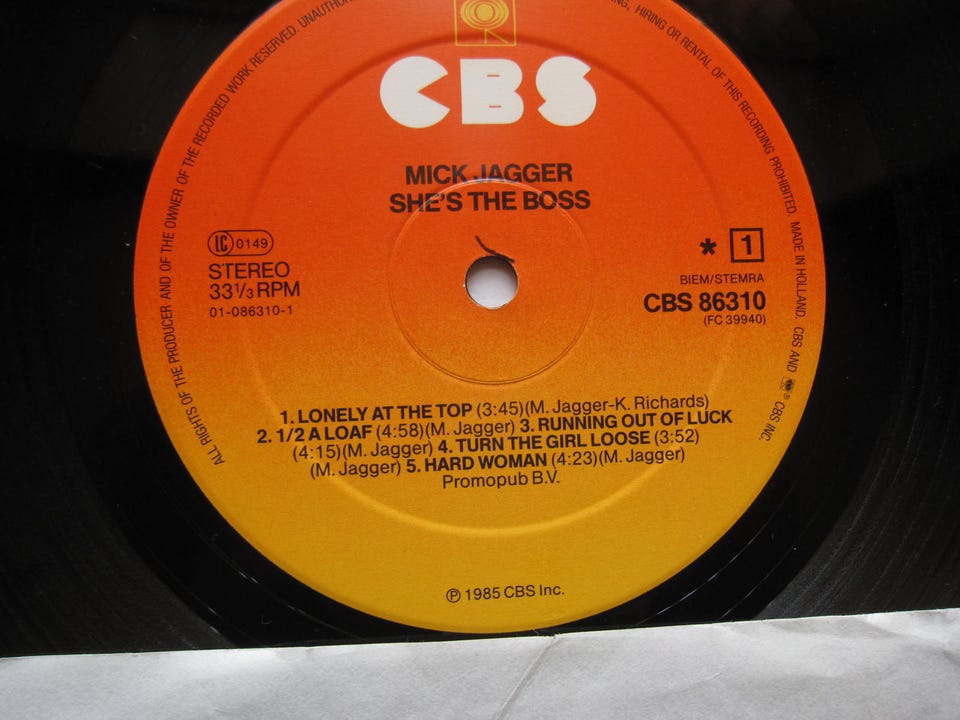 CBS
MICK JAGGER
SHE'S THE BOSS
LC 0149
STEREO
33 1/3 RPM
01-086310-1
* 1
BIEM/STEMRA
CBS 86310
(FC 39940)
1. LONELY AT THE TOP (3:45)(M. Jagger-K. Richards)
2. 1/2 A LOAF (4:58)(M. Jagger) 3. RUNNING OUT OF LUCK
(4:15)(M. Jagger) 4. TURN THE GIRL LOOSE (3:52)
(M. Jagger) 5. HARD WOMAN (4:23)(M. Jagger)
Promopub B.V.
℗ 1985 CBS Inc.
ALL RIGHTS OF THE PRODUCER AND OF THE OWNER OF THE RECORDED WORK RESERVED. UNAUTHOR
HIRING OR RENTAL OF THIS RECORDING PROHIBITED. MADE IN HOLLAND. CBS AND ® CBS INC.